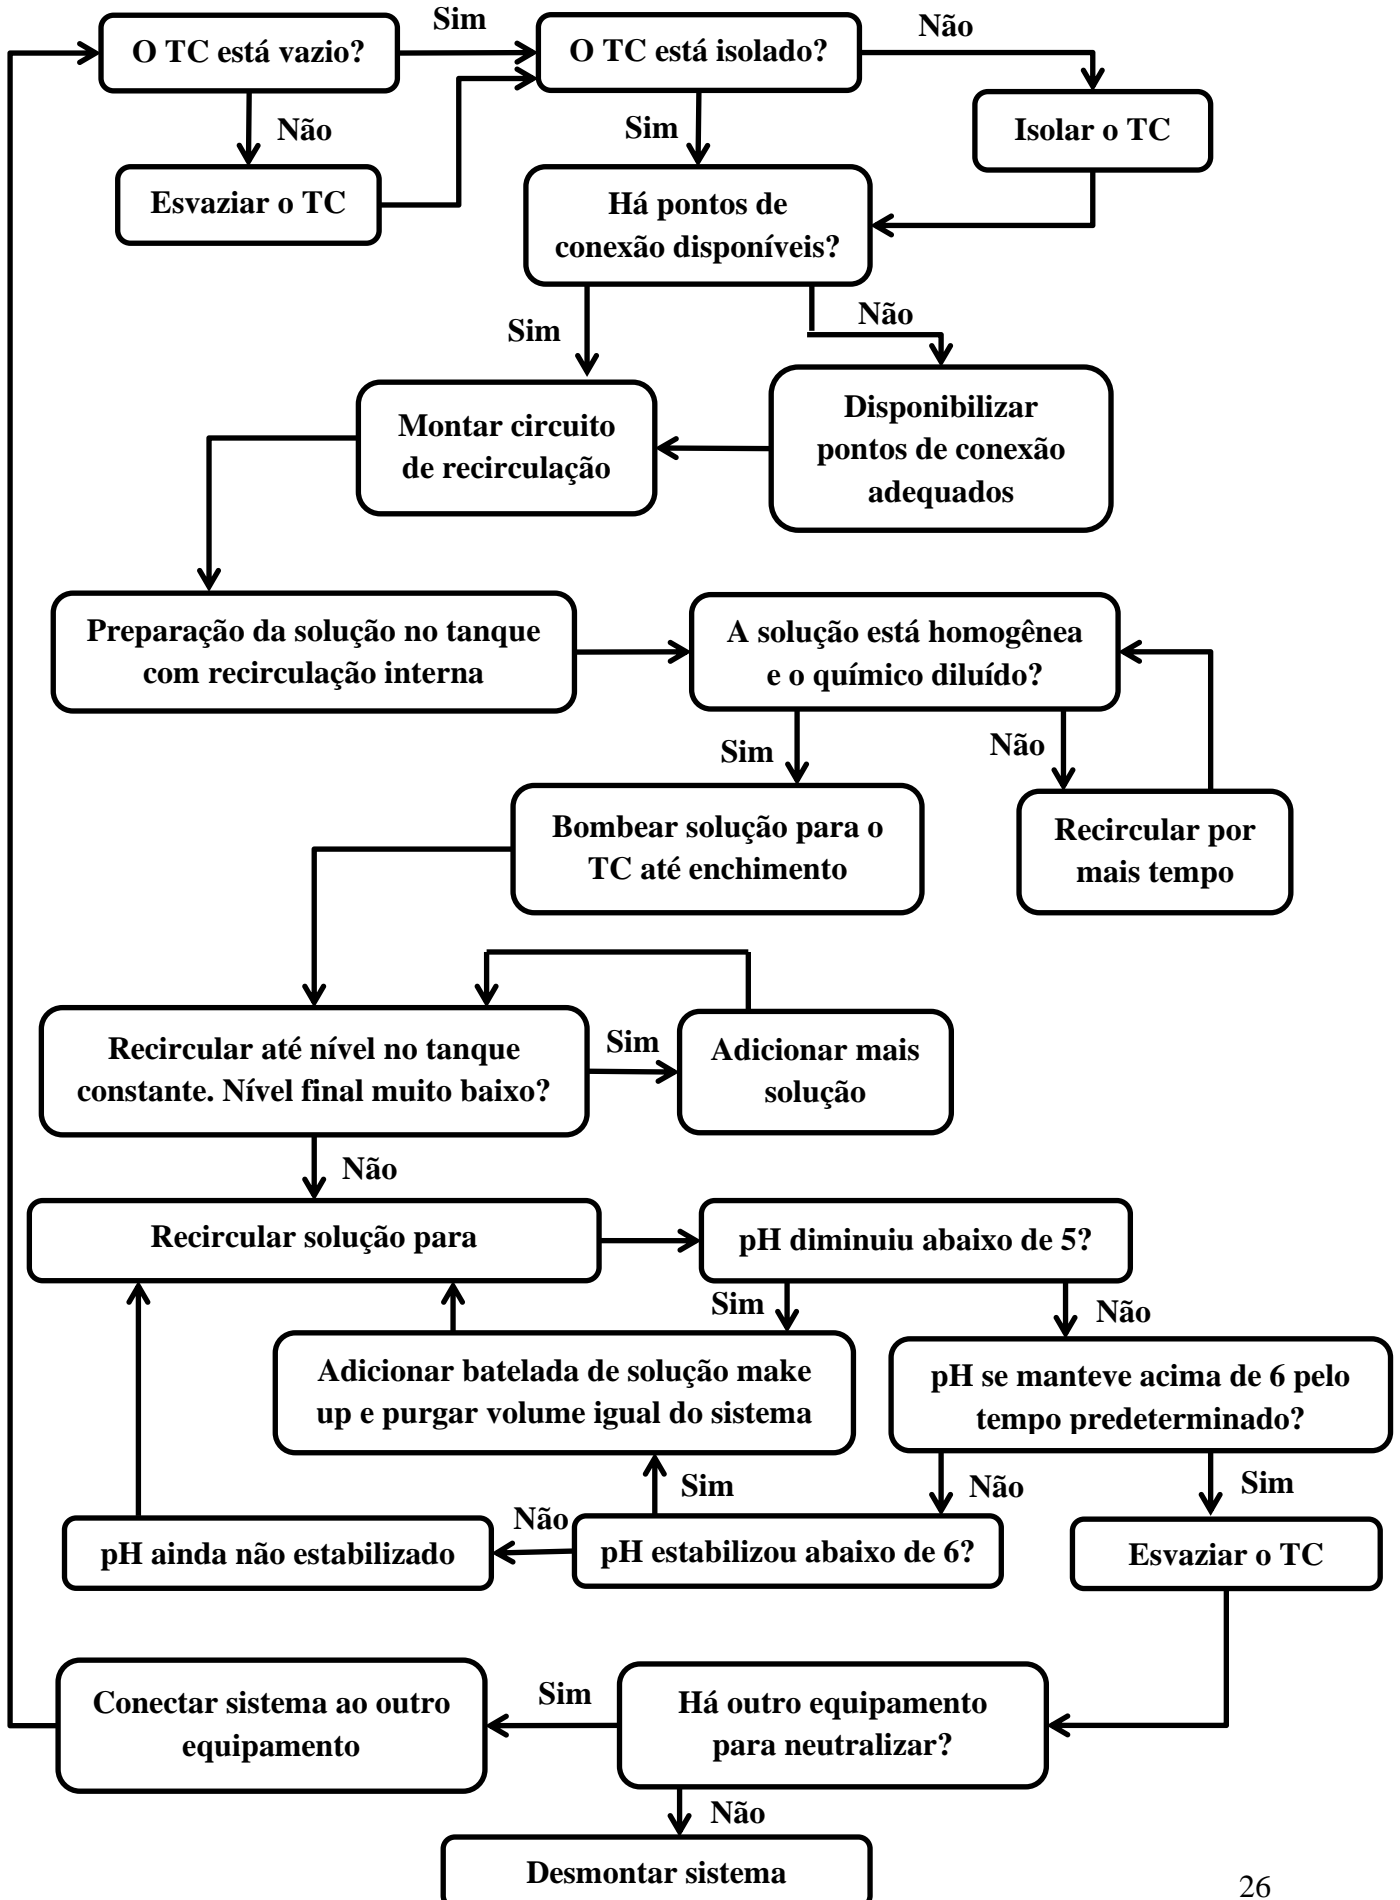 O TC está vazio?
Sim
O TC está isolado?
Não
Não
Esvaziar o TC
Sim
Isolar o TC
Há pontos de
conexão disponíveis?
Sim
Não
Montar circuito
de recirculação
Disponibilizar
pontos de conexão
adequados
Preparação da solução no tanque
com recirculação interna
A solução está homogênea
e o químico diluído?
Sim
Não
Bombear solução para o
TC até enchimento
Recircular por
mais tempo
Recircular até nível no tanque
constante. Nível final muito baixo?
Sim
Adicionar mais
solução
Não
Recircular solução para
pH diminuiu abaixo de 5?
Sim
Não
Adicionar batelada de solução make
up e purgar volume igual do sistema
pH se manteve acima de 6 pelo
tempo predeterminado?
Sim
Não
Sim
pH ainda não estabilizado
Não
pH estabilizou abaixo de 6?
Esvaziar o TC
Conectar sistema ao outro
equipamento
Sim
Há outro equipamento
para neutralizar?
Não
Desmontar sistema
26